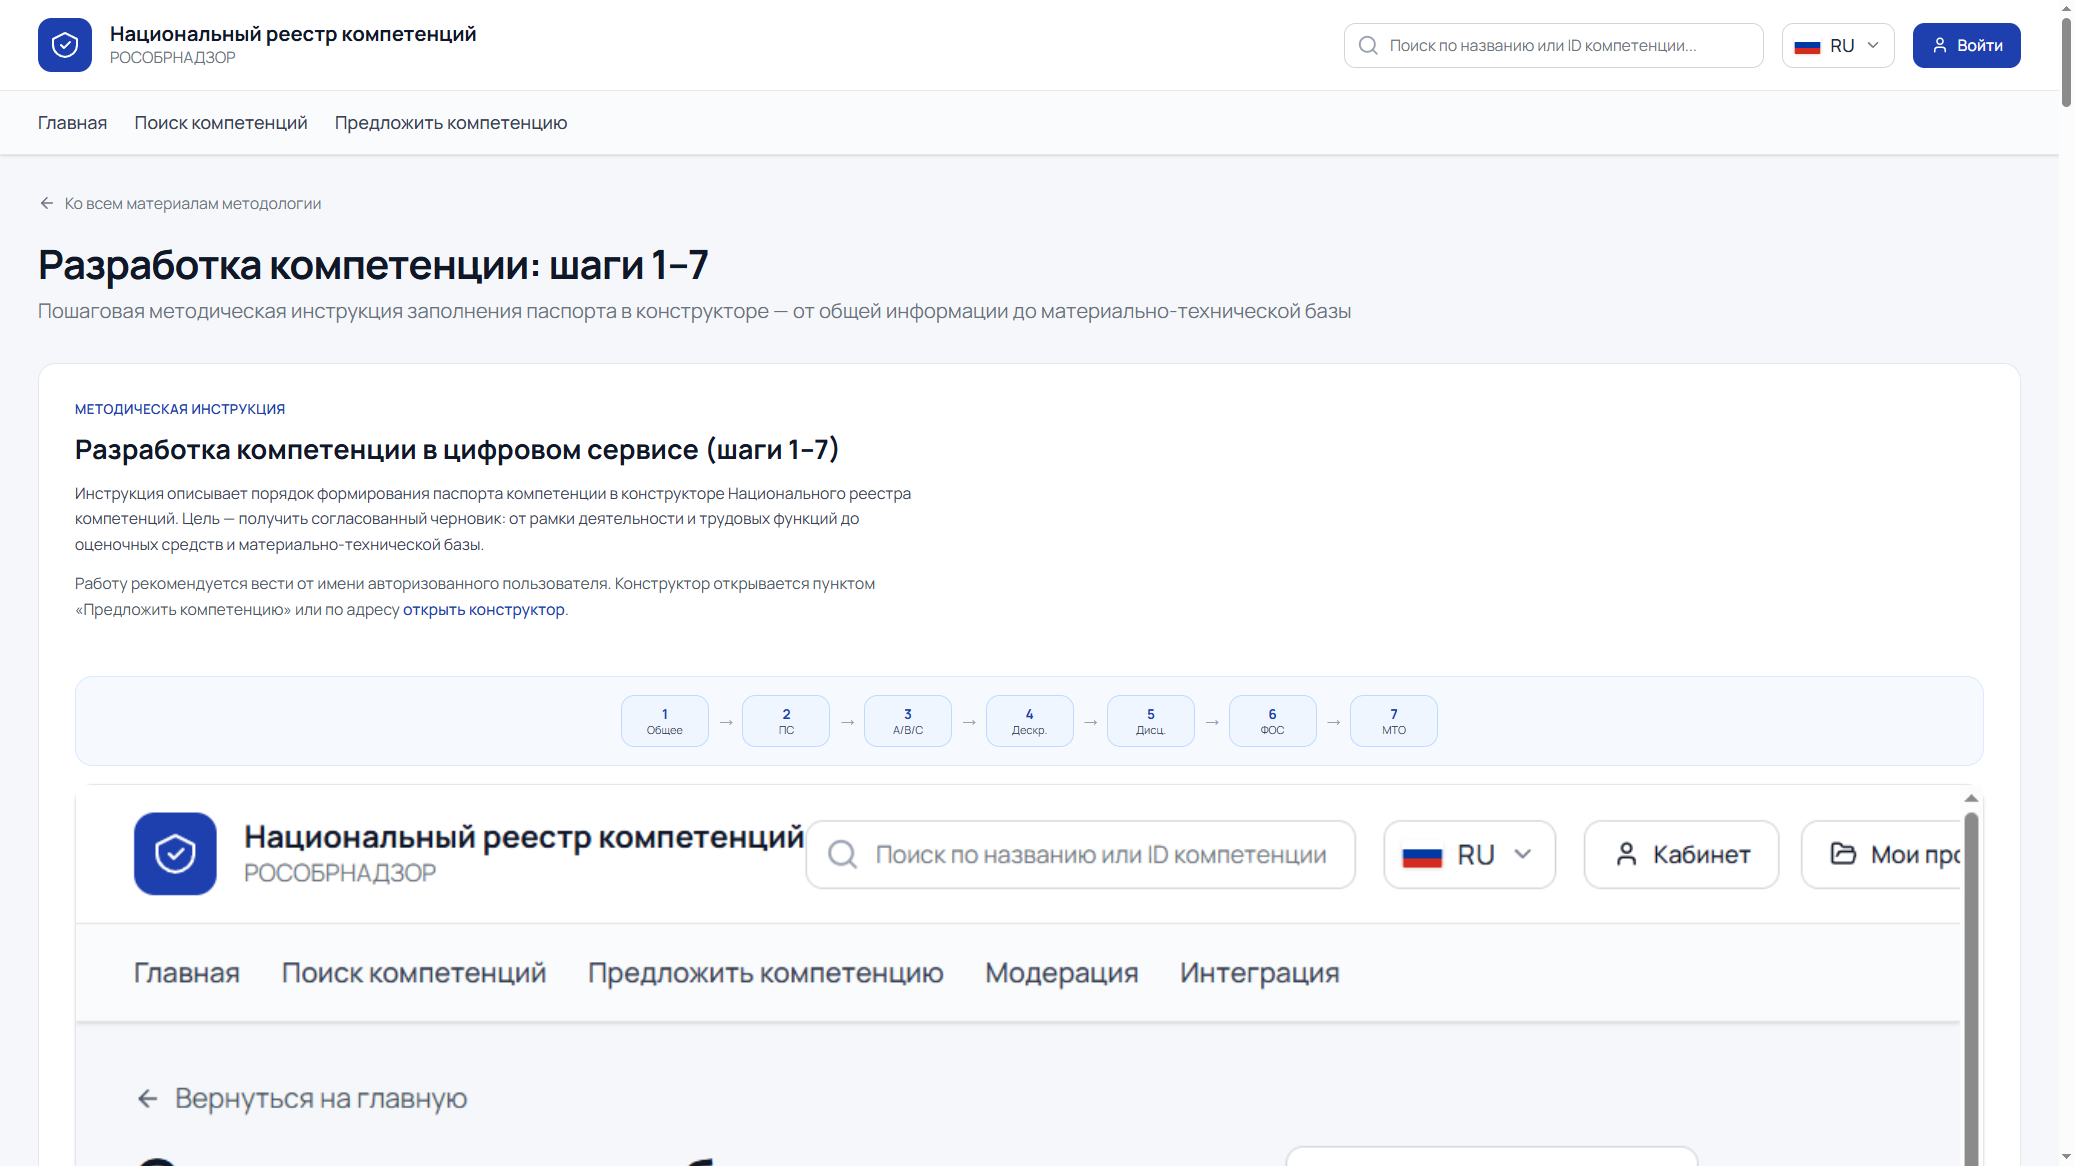 Национальный реестр компетенций
РОСОБРНАДЗОР
Поиск по названию или ID компетенции...
RU
Войти
Главная
Поиск компетенций
Предложить компетенцию
Ко всем материалам методологии
Разработка компетенции: шаги 1–7
Пошаговая методическая инструкция заполнения паспорта в конструкторе — от общей информации до материально-технической базы
МЕТОДИЧЕСКАЯ ИНСТРУКЦИЯ
Разработка компетенции в цифровом сервисе (шаги 1–7)
Инструкция описывает порядок формирования паспорта компетенции в конструкторе Национального реестра
компетенций. Цель — получить согласованный черновик: от рамки деятельности и трудовых функций до
оценочных средств и материально-технической базы.
Работу рекомендуется вести от имени авторизованного пользователя. Конструктор открывается пунктом
«Предложить компетенцию» или по адресу открыть конструктор.
1
Общее
→
2
ПС
→
3
A/B/C
→
4
Дескр.
→
5
Дисц.
→
6
ФОС
→
7
МТО
Национальный реестр компетенций
РОСОБРНАДЗОР
Поиск по названию или ID компетенции
RU
Кабинет
Мои про
Главная
Поиск компетенций
Предложить компетенцию
Модерация
Интеграция
Вернуться на главную